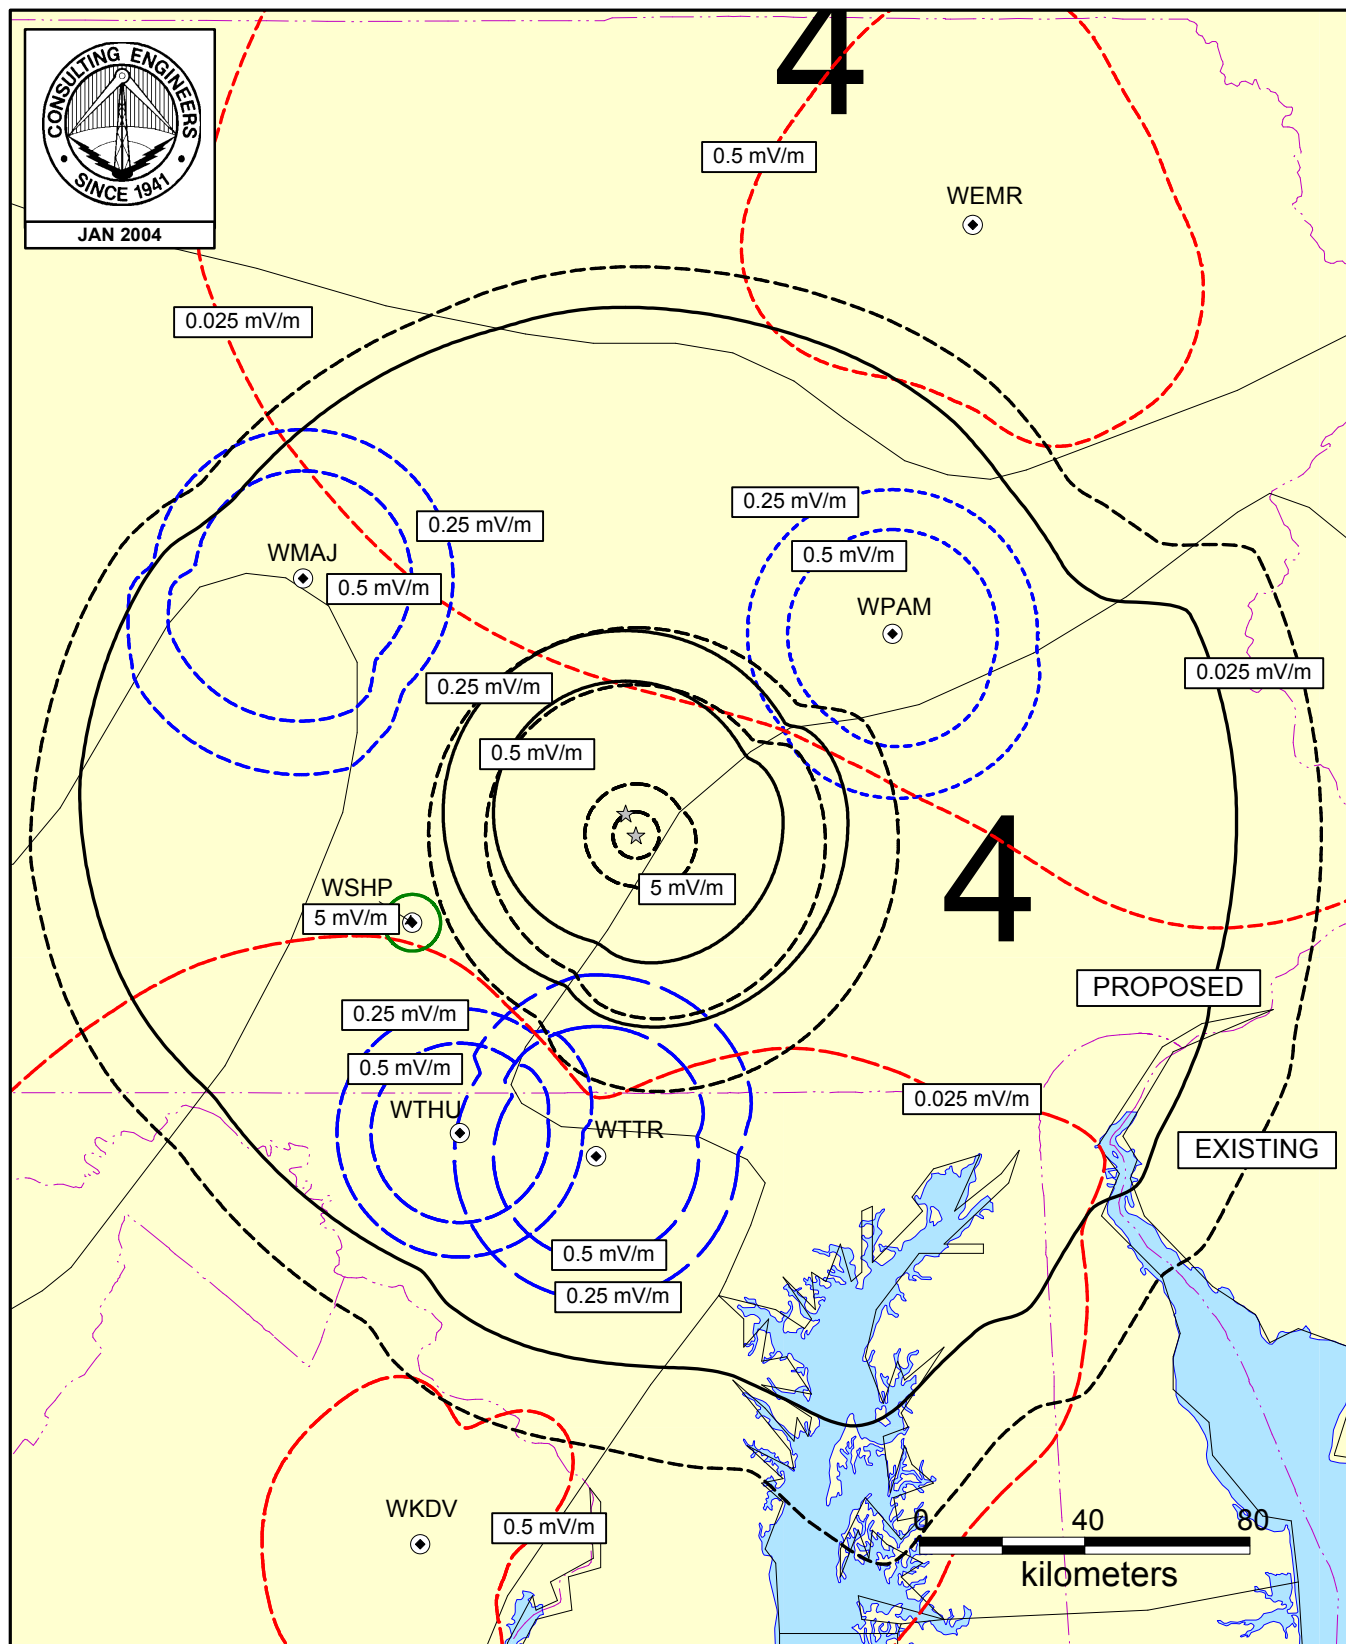 4
CONSULTING ENGINEERS
SINCE 1941
JAN 2004
0.5 mV/m
WEMR
0.025 mV/m
0.25 mV/m
0.25 mV/m
WMAJ
0.5 mV/m
0.5 mV/m
WPAM
0.25 mV/m
0.025 mV/m
0.5 mV/m
4
WSHP
5 mV/m
5 mV/m
PROPOSED
0.25 mV/m
0.5 mV/m
0.025 mV/m
WTHU
WTTR
EXISTING
0.5 mV/m
0.25 mV/m
WKDV
0.5 mV/m
0 40 80
kilometers